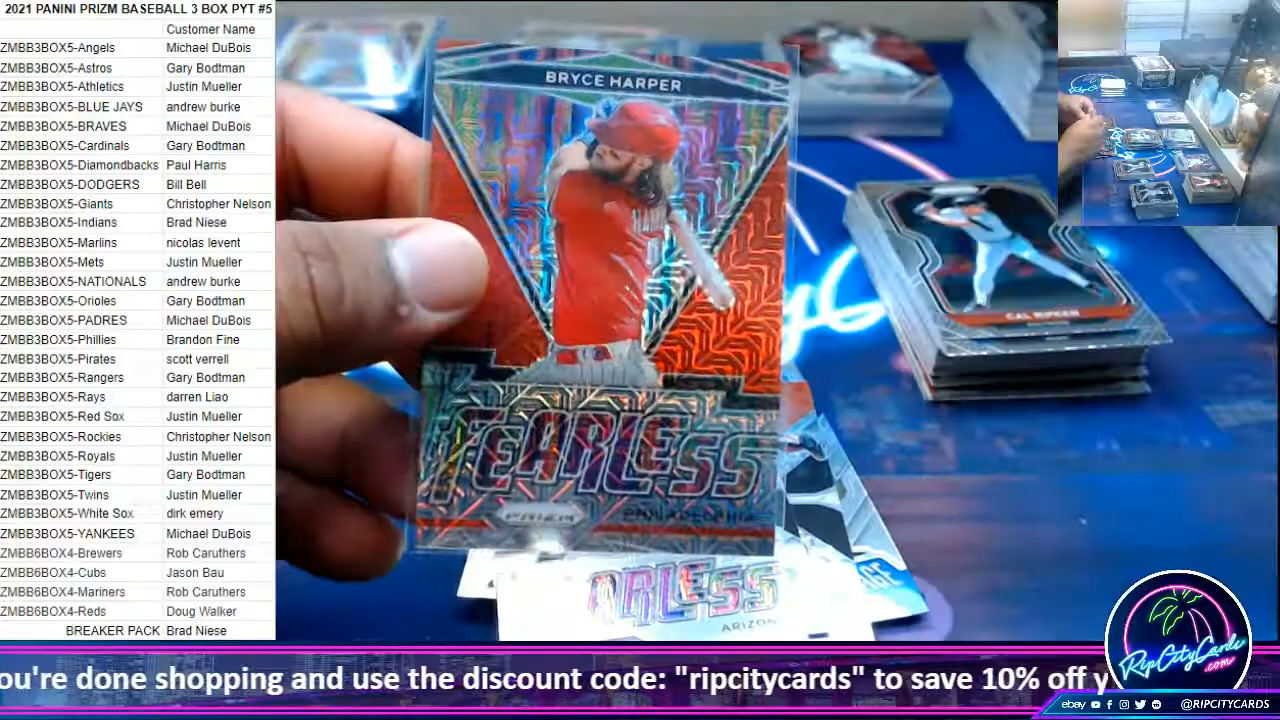 2021 PANINI PRIZM BASEBALL 3 BOX PYT #5
Customer Name
ZMBB3BOX5-Angels Michael DuBois
ZMBB3BOX5-Astros Gary Bodtman
ZMBB3BOX5-Athletics Justin Mueller
ZMBB3BOX5-BLUE JAYS andrew burke
ZMBB3BOX5-BRAVES Michael DuBois
ZMBB3BOX5-Cardinals Gary Bodtman
ZMBB3BOX5-Diamondbacks Paul Harris
ZMBB3BOX5-DODGERS Bill Bell
ZMBB3BOX5-Giants Christopher Nelson
ZMBB3BOX5-Indians Brad Niese
ZMBB3BOX5-Marlins nicolas levent
ZMBB3BOX5-Mets Justin Mueller
ZMBB3BOX5-NATIONALS andrew burke
ZMBB3BOX5-Orioles Gary Bodtman
ZMBB3BOX5-PADRES Michael DuBois
ZMBB3BOX5-Phillies Brandon Fine
ZMBB3BOX5-Pirates scott verrell
ZMBB3BOX5-Rangers Gary Bodtman
ZMBB3BOX5-Rays darren Liao
ZMBB3BOX5-Red Sox Justin Mueller
ZMBB3BOX5-Rockies Christopher Nelson
ZMBB3BOX5-Royals Justin Mueller
ZMBB3BOX5-Tigers Gary Bodtman
ZMBB3BOX5-Twins Justin Mueller
ZMBB3BOX5-White Sox dirk emery
ZMBB3BOX5-YANKEES Michael DuBois
ZMBB6BOX4-Brewers Rob Caruthers
ZMBB6BOX4-Cubs Jason Bau
ZMBB6BOX4-Mariners Rob Caruthers
ZMBB6BOX4-Reds Doug Walker
BREAKER PACK Brad Niese
BRYCE HARPER
FEARLESS
PRIZM
PHILADELPHIA
CAL RIPKEN
ARLESS
ARIZON
RipCityCards
.com
ou're done shopping and use the discount code: "ripcitycards" to save 10% off y
ebay @RIPCITYCARDS